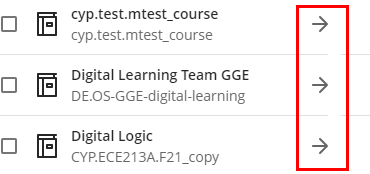 cyp.test.mtest_course
cyp.test.mtest_course
Digital Learning Team GGE
DE.OS-GGE-digital-learning
Digital Logic
CYP.ECE213A.F21_copy